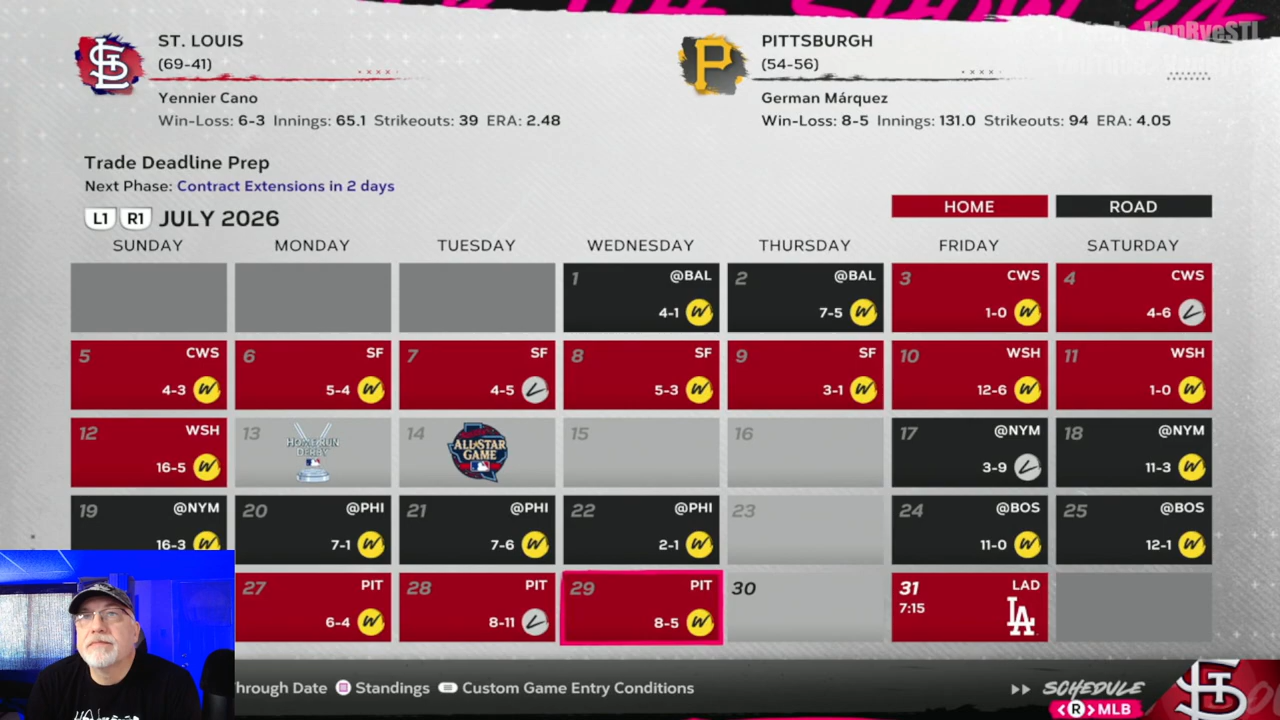 VonRyeSTL
ST. LOUIS
(69-41)
Yennier Cano
Win-Loss: 6-3 Innings: 65.1 Strikeouts: 39 ERA: 2.48
P
PITTSBURGH
(54-56)
German Márquez
Win-Loss: 8-5 Innings: 131.0 Strikeouts: 94 ERA: 4.05
Trade Deadline Prep
Next Phase: Contract Extensions in 2 days
L1 R1 JULY 2026
HOME ROAD
SUNDAY MONDAY TUESDAY WEDNESDAY THURSDAY FRIDAY SATURDAY
1 @BAL 2 @BAL 3 CWS 4 CWS
4-1 W 7-5 W 1-0 W 4-6 L
5 CWS 6 SF 7 SF 8 SF 9 SF 10 WSH 11 WSH
4-3 W 5-4 W 4-5 L 5-3 W 3-1 W 12-6 W 1-0 W
12 WSH 13 HOME RUN DERBY 14 ALL-STAR GAME 15 16 17 @NYM 18 @NYM
16-5 W 3-9 L 11-3 W
19 @NYM 20 @PHI 21 @PHI 22 @PHI 23 24 @BOS 25 @BOS
16-3 W 7-1 W 7-6 W 2-1 W 11-0 W 12-1 W
27 PIT 28 PIT 29 PIT 30 31 LAD
6-4 W 8-11 L 8-5 W 7:15 LA
hrough Date Standings Custom Game Entry Conditions
SCHEDULE
R MLB